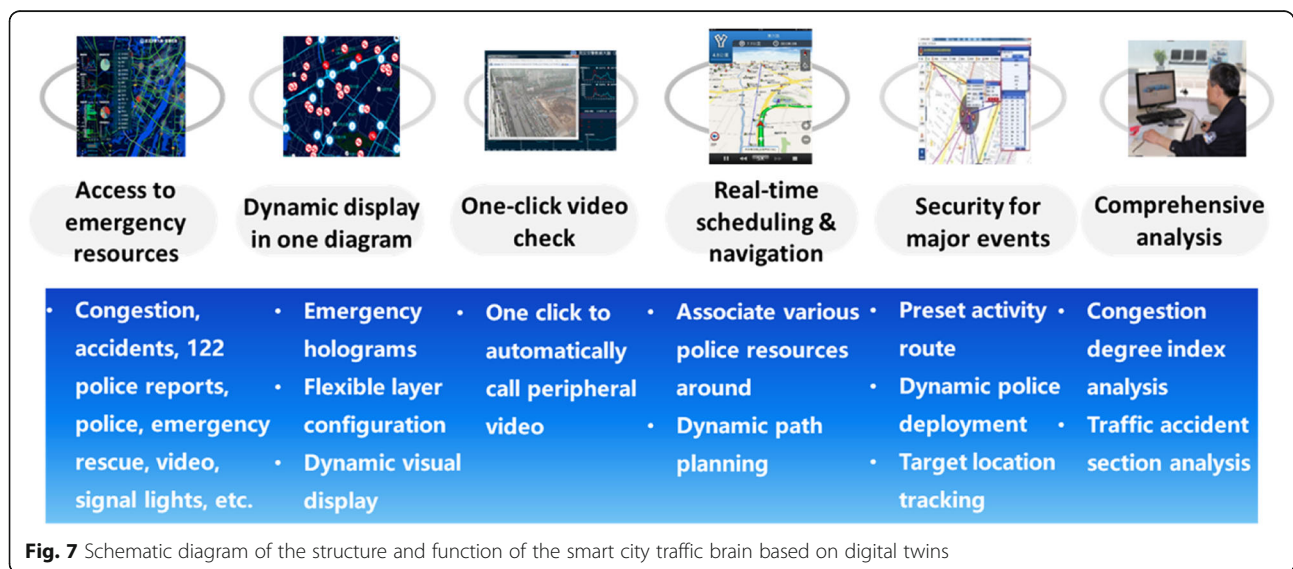 Access to
emergency
resources
Dynamic display
in one diagram
One-click video
check
Real-time
scheduling &
navigation
Security for
major events
Comprehensive
analysis
• Congestion,
accidents, 122
police reports,
police, emergency
rescue, video,
signal lights, etc.
• Emergency
holograms
• Flexible layer
configuration
• Dynamic visual
display
• One click to
automatically
call peripheral
video
• Associate various
police resources
around
• Dynamic path
planning
• Preset activity
route
• Dynamic police
deployment
• Target location
tracking
• Congestion
degree index
analysis
• Traffic accident
section analysis
Fig. 7 Schematic diagram of the structure and function of the smart city traffic brain based on digital twins